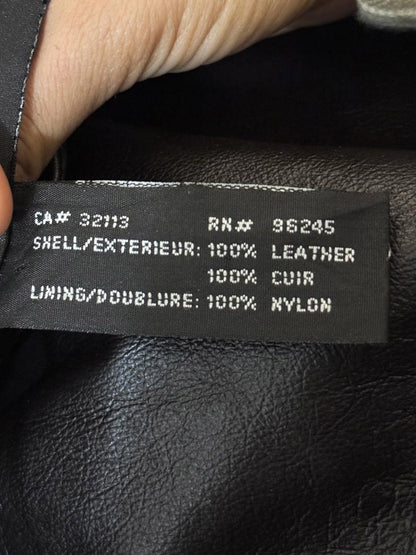 CA# 32113 RN# 96245
SHELL/EXTERIEUR: 100% LEATHER
100% CUIR
LINING/DOUBLURE: 100% NYLON